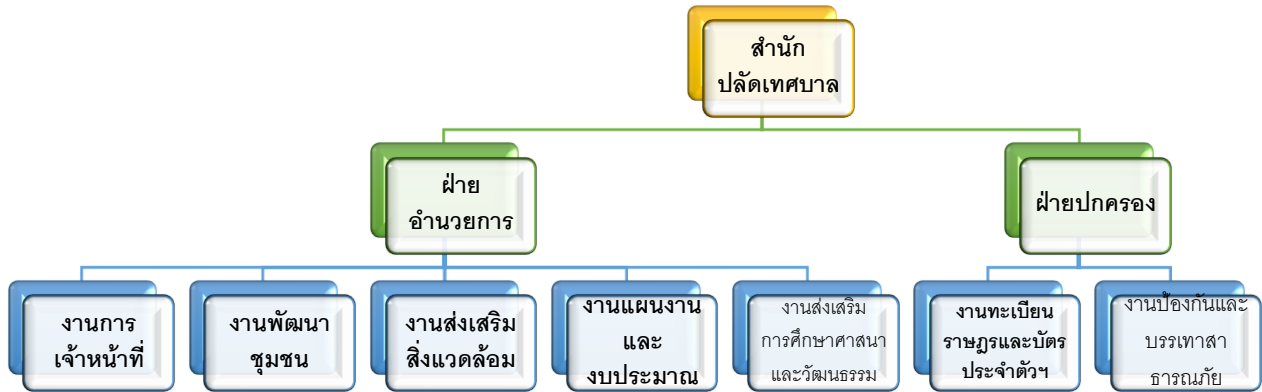 สำนัก
ปลัดเทศบาล
ฝ่าย
อำนวยการ
ฝ่ายปกครอง
งานการ
เจ้าหน้าที่
งานพัฒนา
ชุมชน
งานส่งเสริม
สิ่งแวดล้อม
งานแผนงาน
และ
งบประมาณ
งานส่งเสริม
การศึกษาศาสนา
และวัฒนธรรม
งานทะเบียน
ราษฎรและบัตร
ประจำตัวฯ
งานป้องกันและ
บรรเทาสา
ธารณภัย